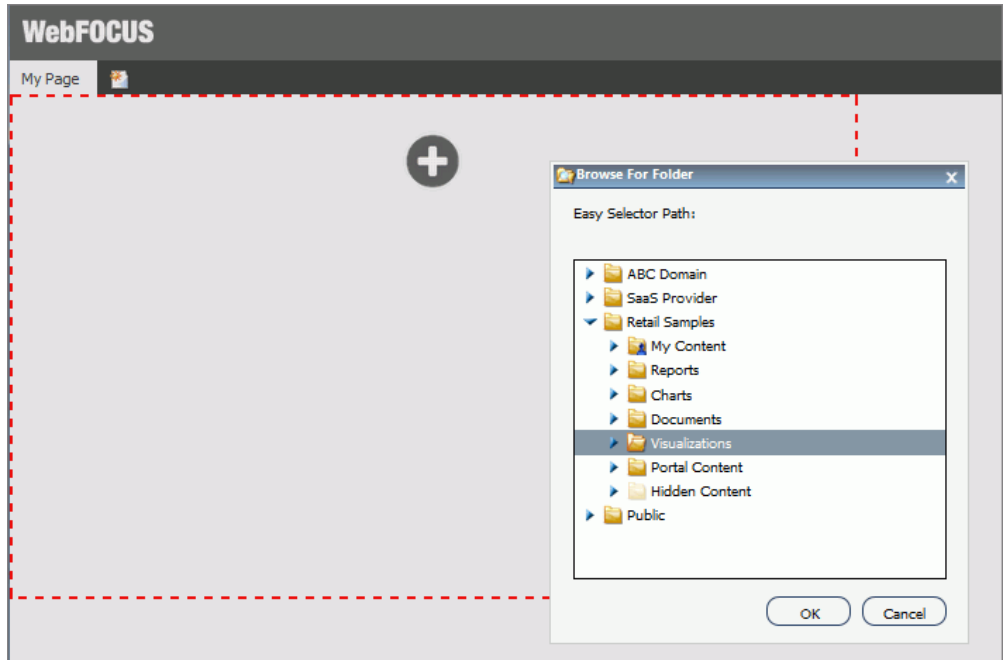 WebFOCUS
My Page
Browse For Folder
Easy Selector Path:
ABC Domain
SaaS Provider
Retail Samples
My Content
Reports
Charts
Documents
Visualizations
Portal Content
Hidden Content
Public
OK Cancel